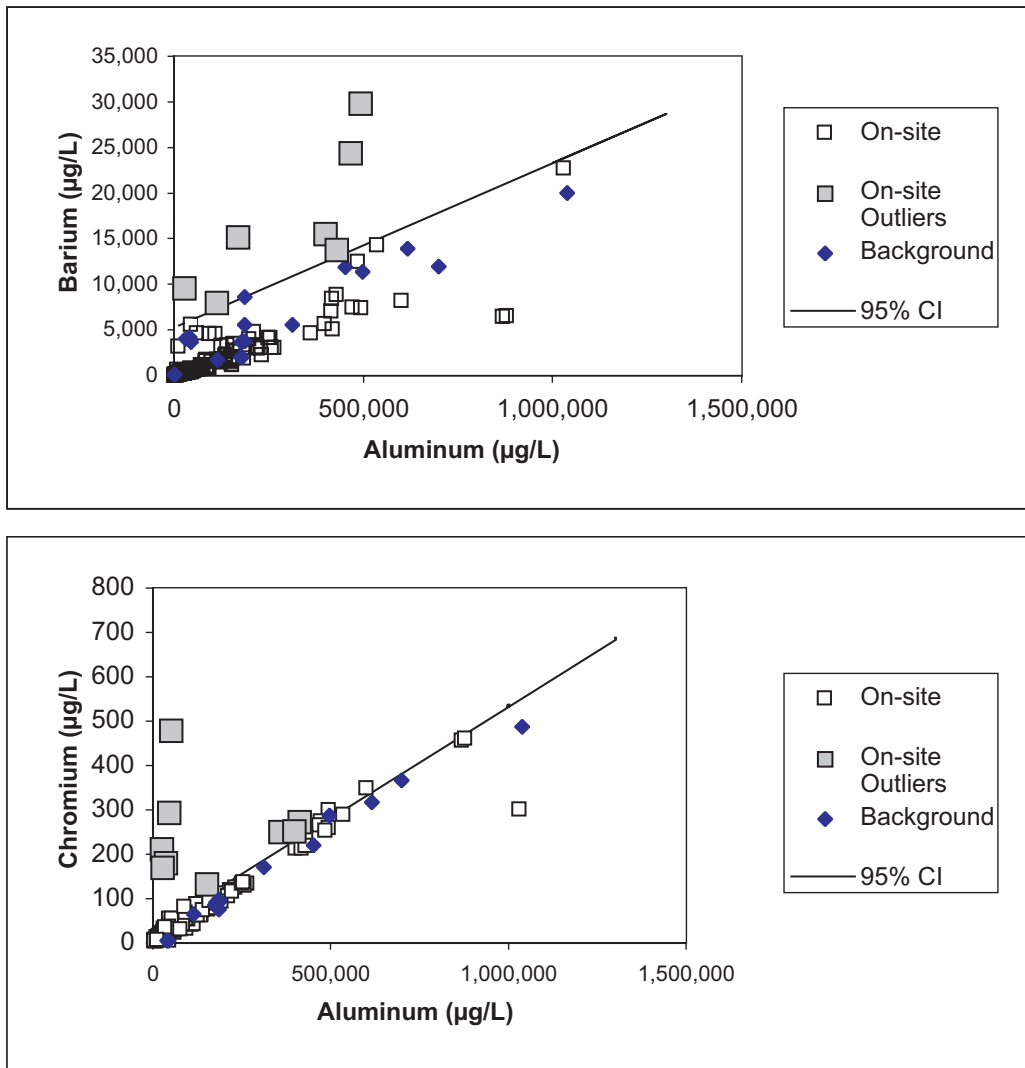 35,000
30,000
25,000
20,000
15,000
10,000
5,000
0
Barium (µg/L)
0
500,000
1,000,000
1,500,000
Aluminum (µg/L)
On-site
On-site
Outliers
Background
95% CI
800
700
600
500
400
300
200
100
0
Chromium (µg/L)
0
500,000
1,000,000
1,500,000
Aluminum (µg/L)
On-site
On-site
Outliers
Background
95% CI